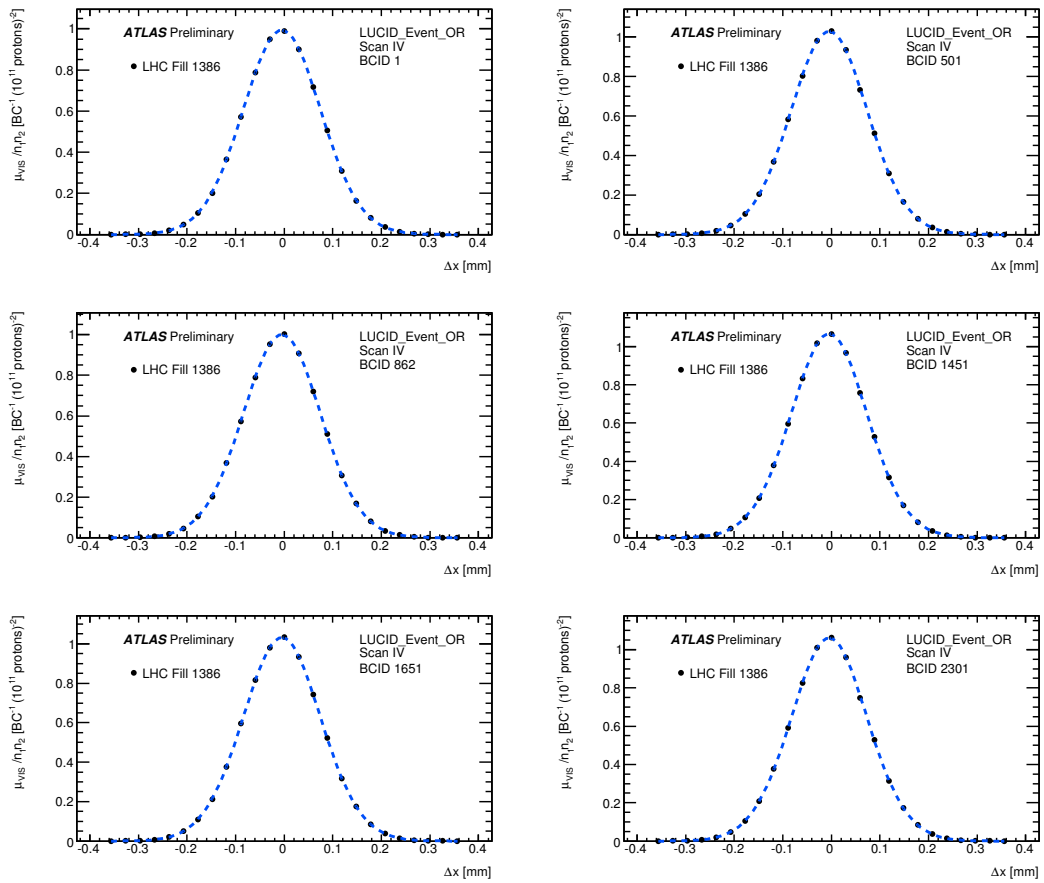 μVIS /n1n2 [BC-1 (10^11 protons)-2]
1
0.8
0.6
0.4
0.2
0
ATLAS Preliminary
LHC Fill 1386
LUCID_Event_OR
Scan IV
BCID 1
-0.4 -0.3 -0.2 -0.1 0 0.1 0.2 0.3 0.4
Δx [mm]
μVIS /n1n2 [BC-1 (10^11 protons)-2]
1
0.8
0.6
0.4
0.2
0
ATLAS Preliminary
LHC Fill 1386
LUCID_Event_OR
Scan IV
BCID 501
-0.4 -0.3 -0.2 -0.1 0 0.1 0.2 0.3 0.4
Δx [mm]
μVIS /n1n2 [BC-1 (10^11 protons)-2]
1
0.8
0.6
0.4
0.2
0
ATLAS Preliminary
LHC Fill 1386
LUCID_Event_OR
Scan IV
BCID 862
-0.4 -0.3 -0.2 -0.1 0 0.1 0.2 0.3 0.4
Δx [mm]
μVIS /n1n2 [BC-1 (10^11 protons)-2]
1
0.8
0.6
0.4
0.2
0
ATLAS Preliminary
LHC Fill 1386
LUCID_Event_OR
Scan IV
BCID 1451
-0.4 -0.3 -0.2 -0.1 0 0.1 0.2 0.3 0.4
Δx [mm]
μVIS /n1n2 [BC-1 (10^11 protons)-2]
1
0.8
0.6
0.4
0.2
0
ATLAS Preliminary
LHC Fill 1386
LUCID_Event_OR
Scan IV
BCID 1651
-0.4 -0.3 -0.2 -0.1 0 0.1 0.2 0.3 0.4
Δx [mm]
μVIS /n1n2 [BC-1 (10^11 protons)-2]
1
0.8
0.6
0.4
0.2
0
ATLAS Preliminary
LHC Fill 1386
LUCID_Event_OR
Scan IV
BCID 2301
-0.4 -0.3 -0.2 -0.1 0 0.1 0.2 0.3 0.4
Δx [mm]